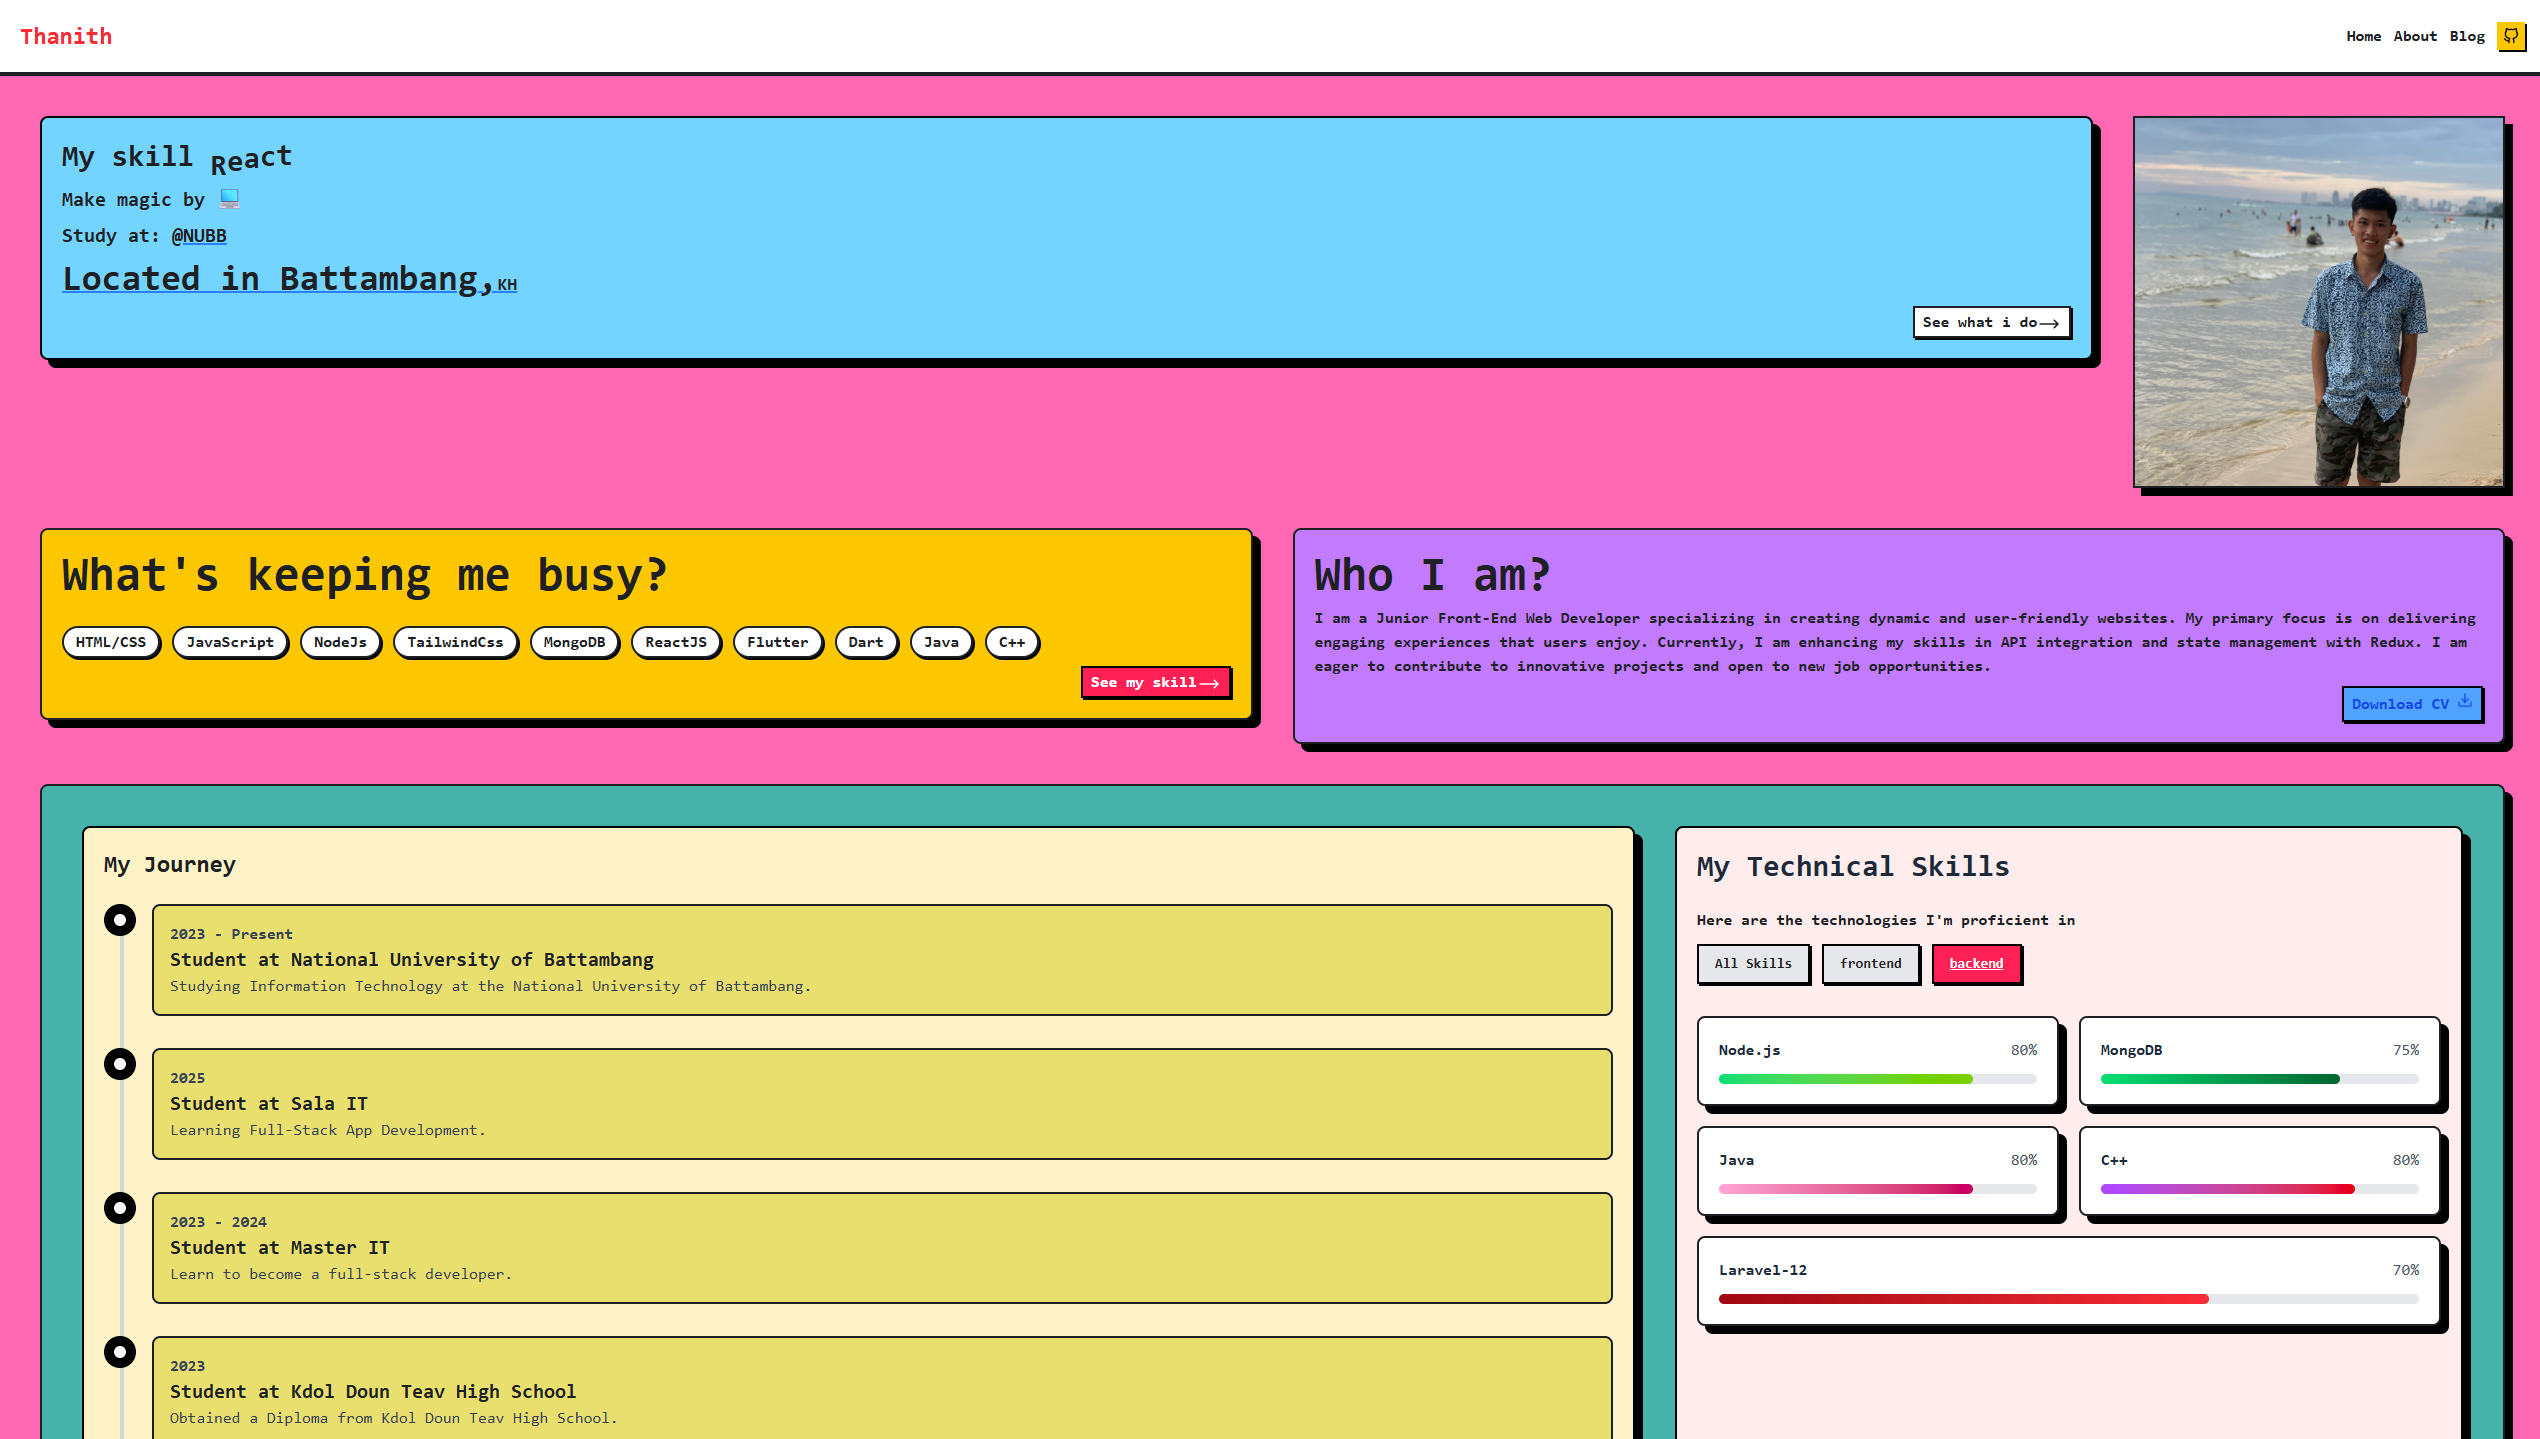 Thanith
Home About Blog
My skill React
Make magic by 💻
Study at: @NUBB
Located in Battambang,KH
See what i do⟶
What's keeping me busy?
HTML/CSS JavaScript NodeJs TailwindCss MongoDB ReactJS Flutter Dart Java C++
See my skill⟶
Who I am?
I am a Junior Front-End Web Developer specializing in creating dynamic and user-friendly websites. My primary focus is on delivering
engaging experiences that users enjoy. Currently, I am enhancing my skills in API integration and state management with Redux. I am
eager to contribute to innovative projects and open to new job opportunities.
Download CV
My Journey
2023 - Present
Student at National University of Battambang
Studying Information Technology at the National University of Battambang.
2025
Student at Sala IT
Learning Full-Stack App Development.
2023 - 2024
Student at Master IT
Learn to become a full-stack developer.
2023
Student at Kdol Doun Teav High School
Obtained a Diploma from Kdol Doun Teav High School.
My Technical Skills
Here are the technologies I'm proficient in
All Skills frontend backend
Node.js 80%
MongoDB 75%
Java 80%
C++ 80%
Laravel-12 70%